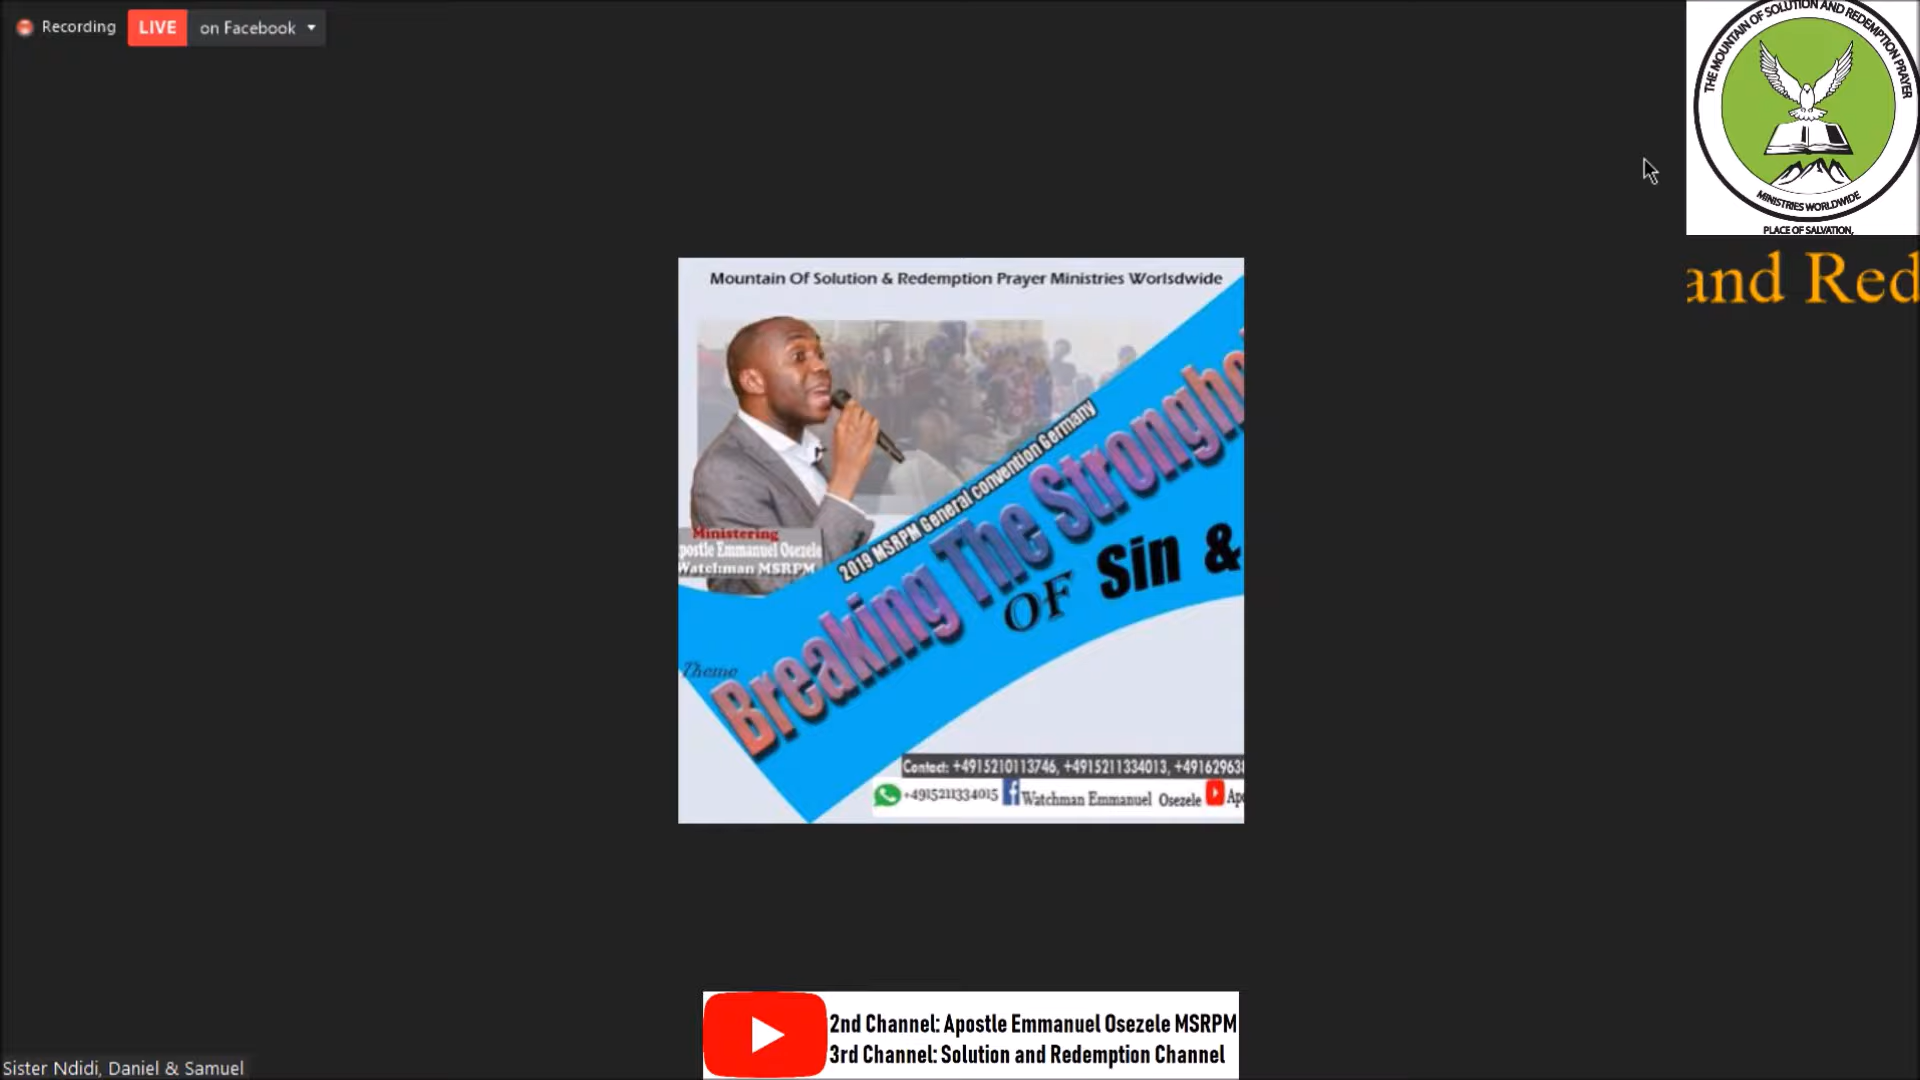 Recording
LIVE on Facebook
THE MOUNTAIN OF SOLUTION AND REDEMPTION PRAYER
MINISTRIES WORLDWIDE
PLACE OF SALVATION,
and Red
Mountain Of Solution & Redemption Prayer Ministries Worlsdwide
Ministering
postle Emmanuel Osezele
Watchman MSRPM
2019 MSRPM General convention Germany
Theme
Breaking The Strongho
OF Sin &
Contact: +4915210113746, +4915211334013, +49162963
+4915211334015 Watchman Emmanuel Osezele Apo
2nd Channel: Apostle Emmanuel Osezele MSRPM
3rd Channel: Solution and Redemption Channel
Sister Ndidi, Daniel & Samuel